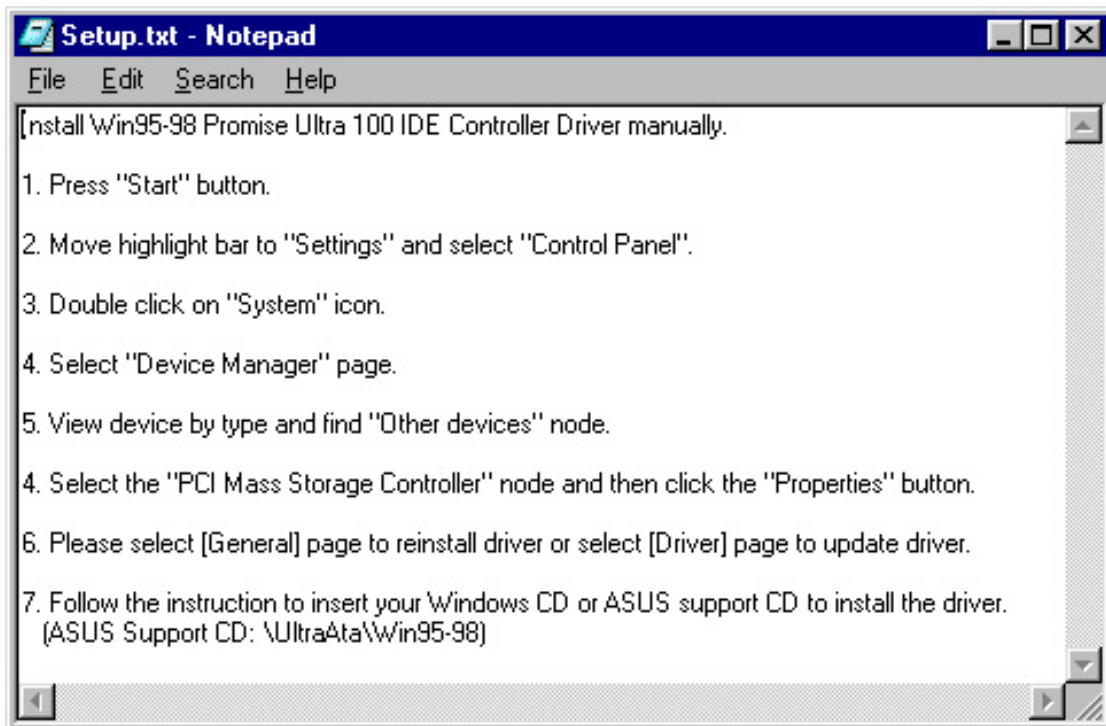 Setup.txt - Notepad
File Edit Search Help
Install Win95-98 Promise Ultra 100 IDE Controller Driver manually.
1. Press "Start" button.
2. Move highlight bar to "Settings" and select "Control Panel".
3. Double click on "System" icon.
4. Select "Device Manager" page.
5. View device by type and find "Other devices" node.
4. Select the "PCI Mass Storage Controller" node and then click the "Properties" button.
6. Please select [General] page to reinstall driver or select [Driver] page to update driver.
7. Follow the instruction to insert your Windows CD or ASUS support CD to install the driver.
(ASUS Support CD: \UltraAta\Win95-98)